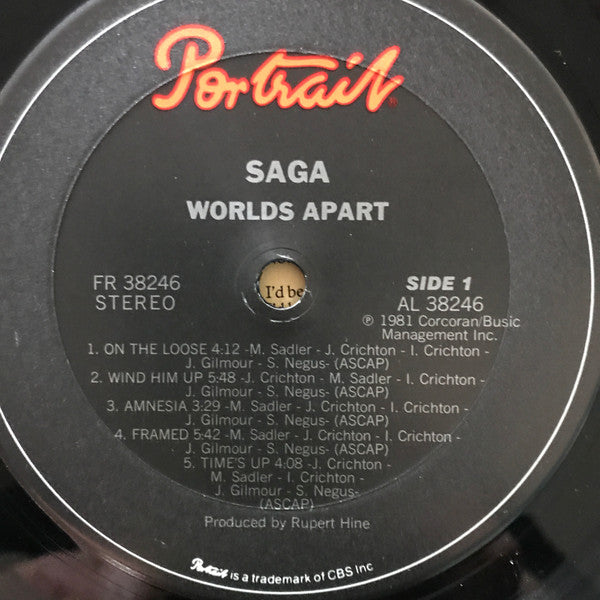 Portrait®
SAGA
WORLDS APART
FR 38246
STEREO
I'd be
SIDE 1
AL 38246
℗ 1981 Corcoran/Busic
Management Inc.
1. ON THE LOOSE 4:12 -M. Sadler - J. Crichton - I. Crichton -
J. Gilmour - S. Negus- (ASCAP)
2. WIND HIM UP 5:48 -J. Crichton - M. Sadler - I. Crichton -
J. Gilmour - S. Negus- (ASCAP)
3. AMNESIA 3:29 -M. Sadler - J. Crichton - I. Crichton -
J. Gilmour - S. Negus- (ASCAP)
4. FRAMED 5:42 -M. Sadler - J. Crichton - I. Crichton -
J. Gilmour - S. Negus- (ASCAP)
5. TIME'S UP 4:08 -J. Crichton -
M. Sadler - I. Crichton -
J. Gilmour - S. Negus-
(ASCAP)
Produced by Rupert Hine
Portrait is a trademark of CBS Inc